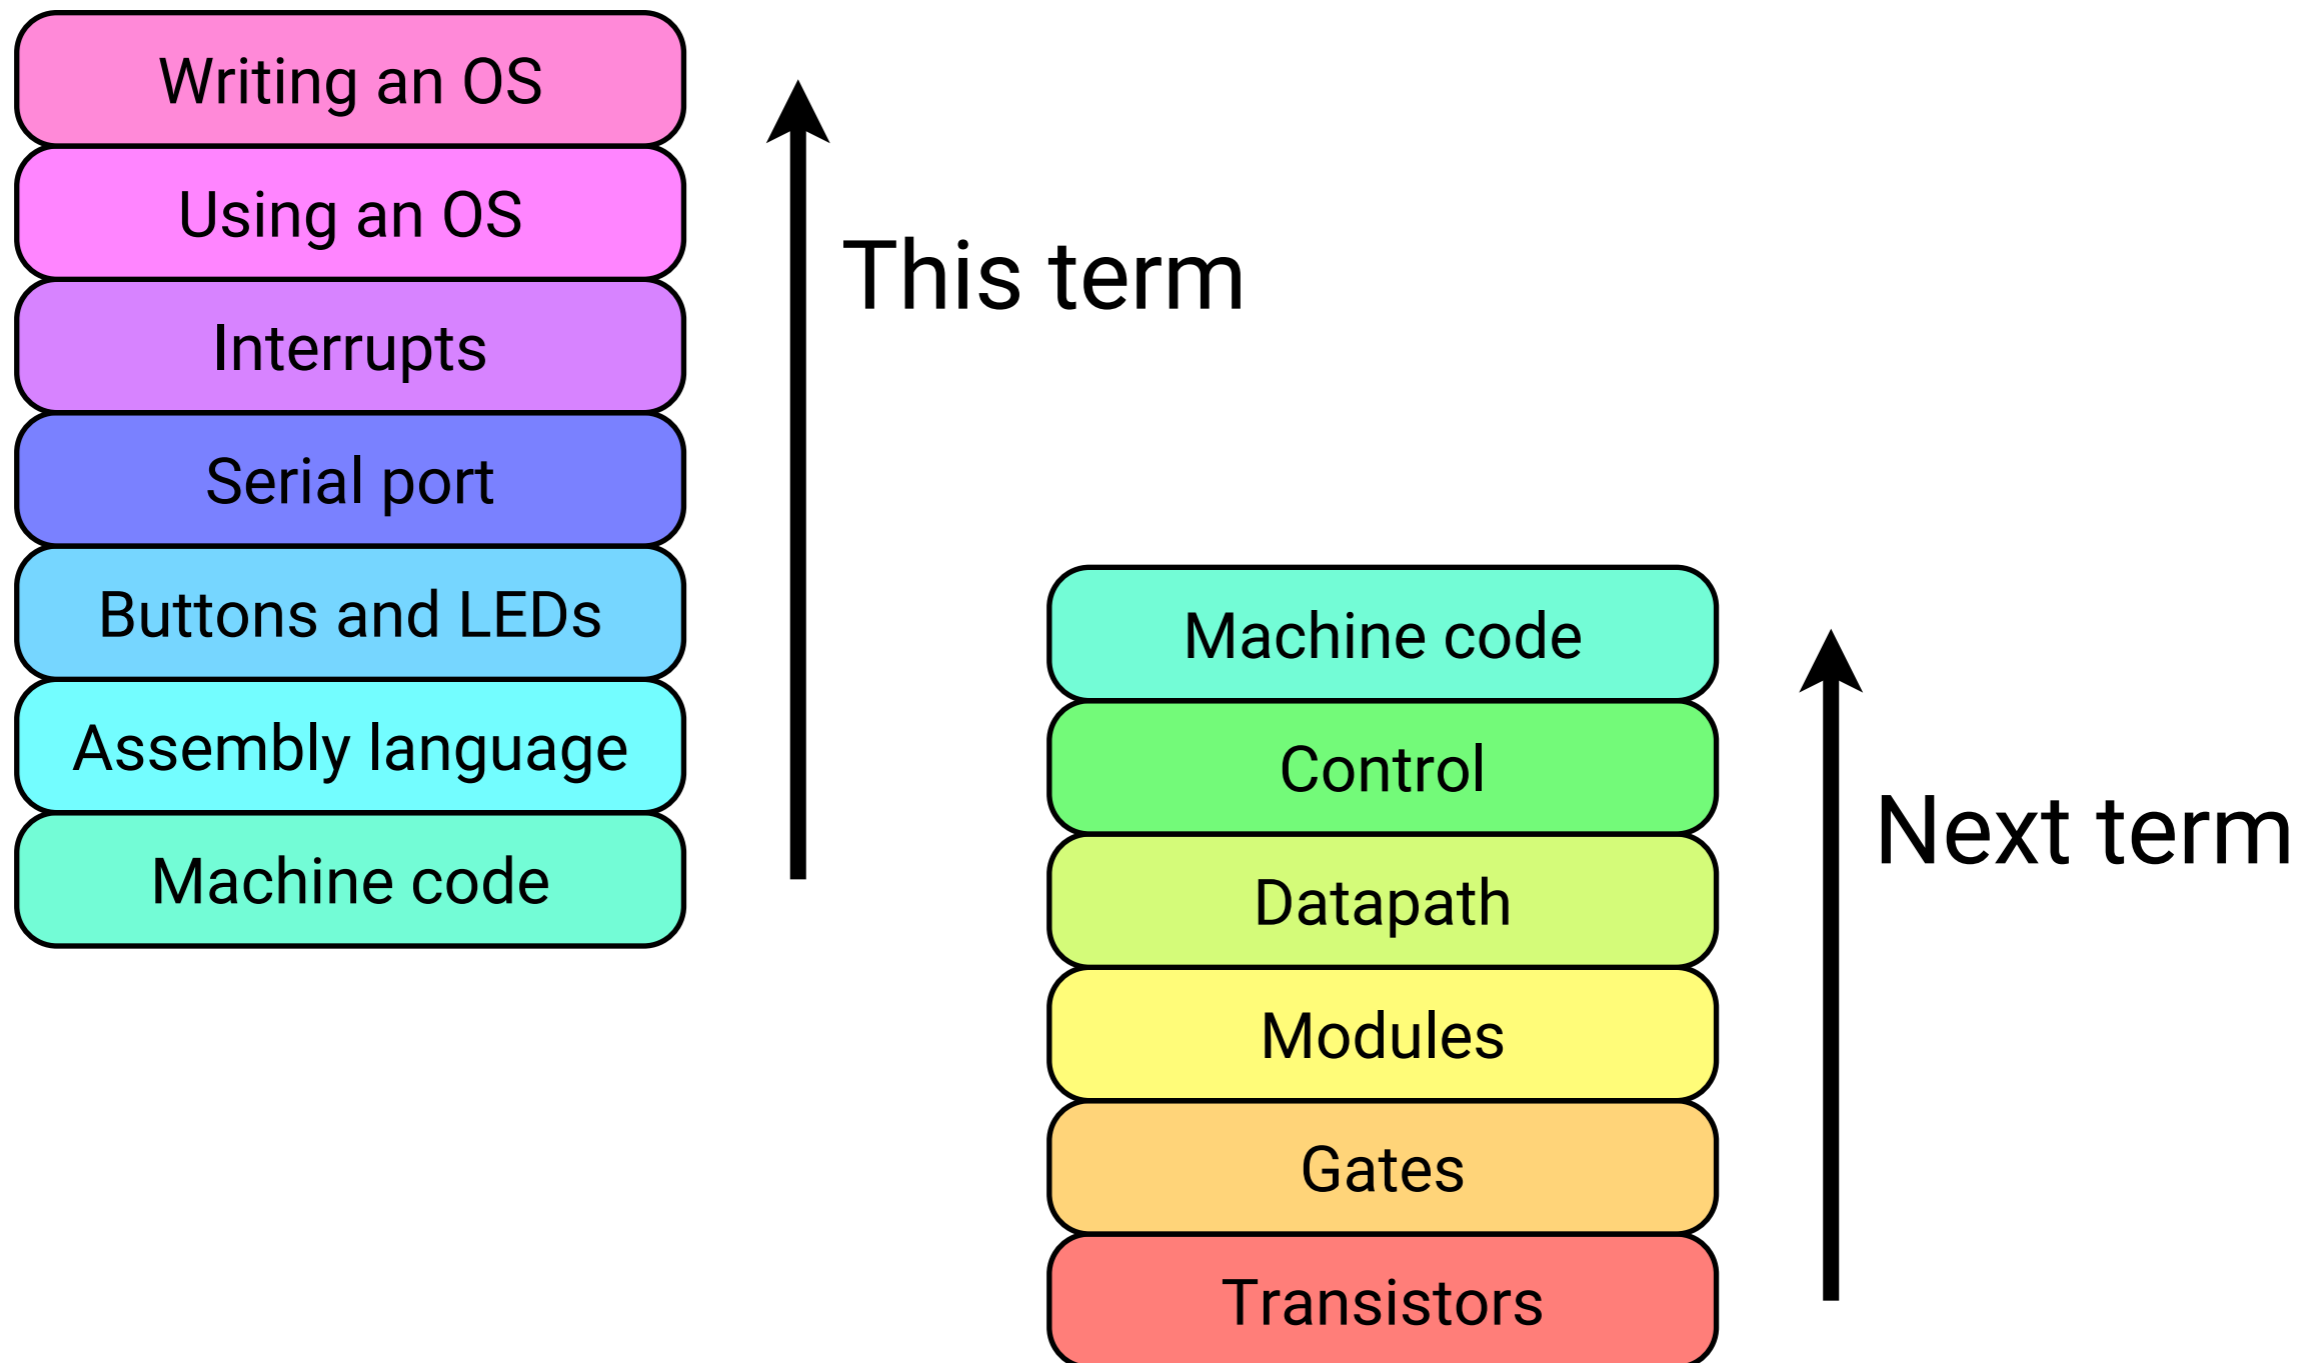 Writing an OS
Using an OS
Interrupts
Serial port
Buttons and LEDs
Assembly language
Machine code
This term
Machine code
Control
Datapath
Modules
Gates
Transistors
Next term